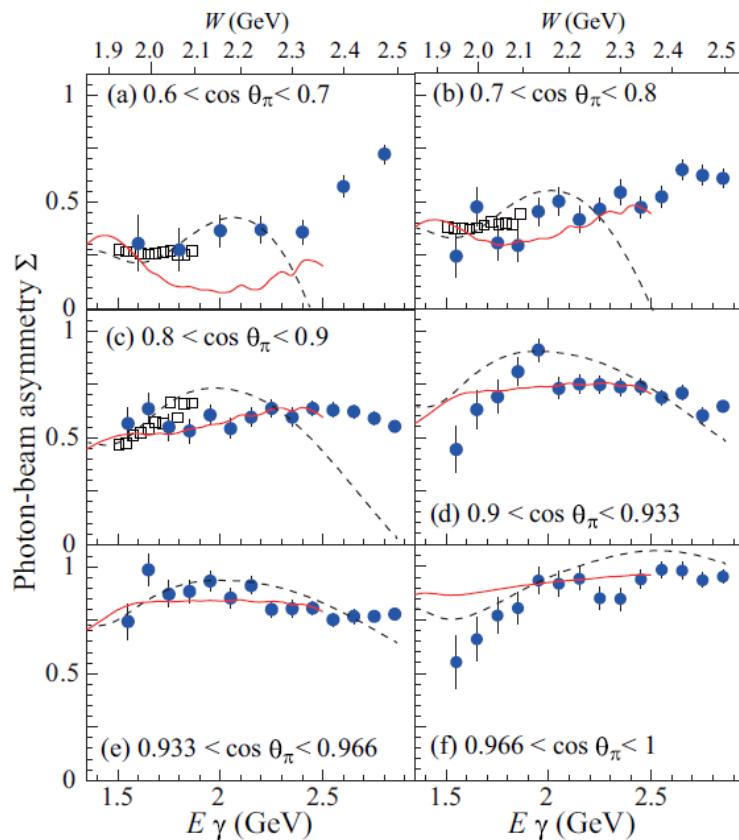 W (GeV) W (GeV)
1.9 2.0 2.1 2.2 2.3 2.4 2.5 1.9 2.0 2.1 2.2 2.3 2.4 2.5
1 (a) 0.6 < cos θπ < 0.7 (b) 0.7 < cos θπ < 0.8
0.5
0
1 (c) 0.8 < cos θπ < 0.9
0.5
(d) 0.9 < cos θπ < 0.933
0
1
0.5
(e) 0.933 < cos θπ < 0.966 (f) 0.966 < cos θπ < 1
0
1.5 2 2.5 1.5 2 2.5
E γ (GeV) E γ (GeV)
Photon-beam asymmetry Σ